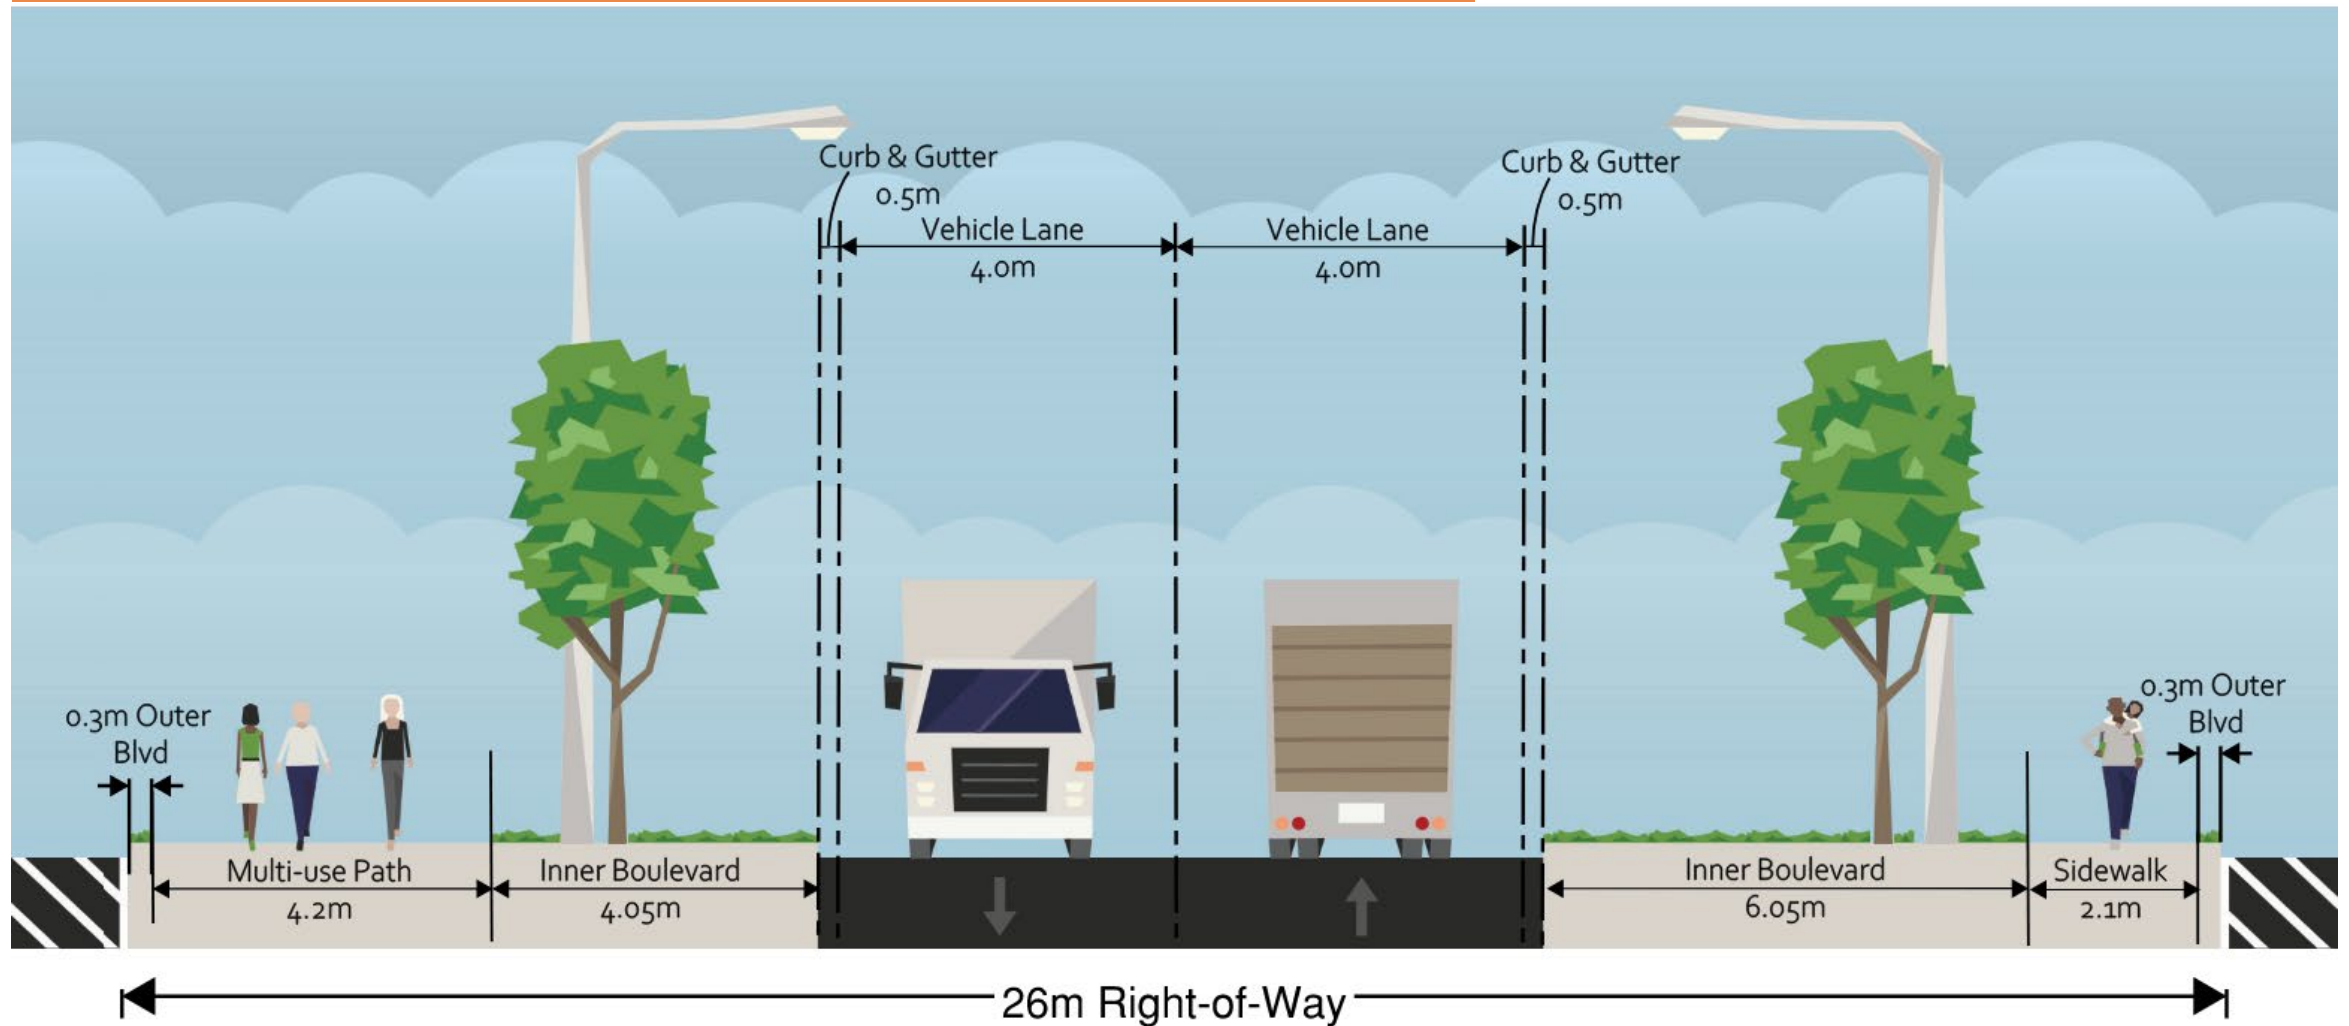 Curb & Gutter
0.5m
Curb & Gutter
0.5m
Vehicle Lane
4.0m
Vehicle Lane
4.0m
0.3m Outer
Blvd
0.3m Outer
Blvd
Multi-use Path
4.2m
Inner Boulevard
4.05m
Inner Boulevard
6.05m
Sidewalk
2.1m
26m Right-of-Way